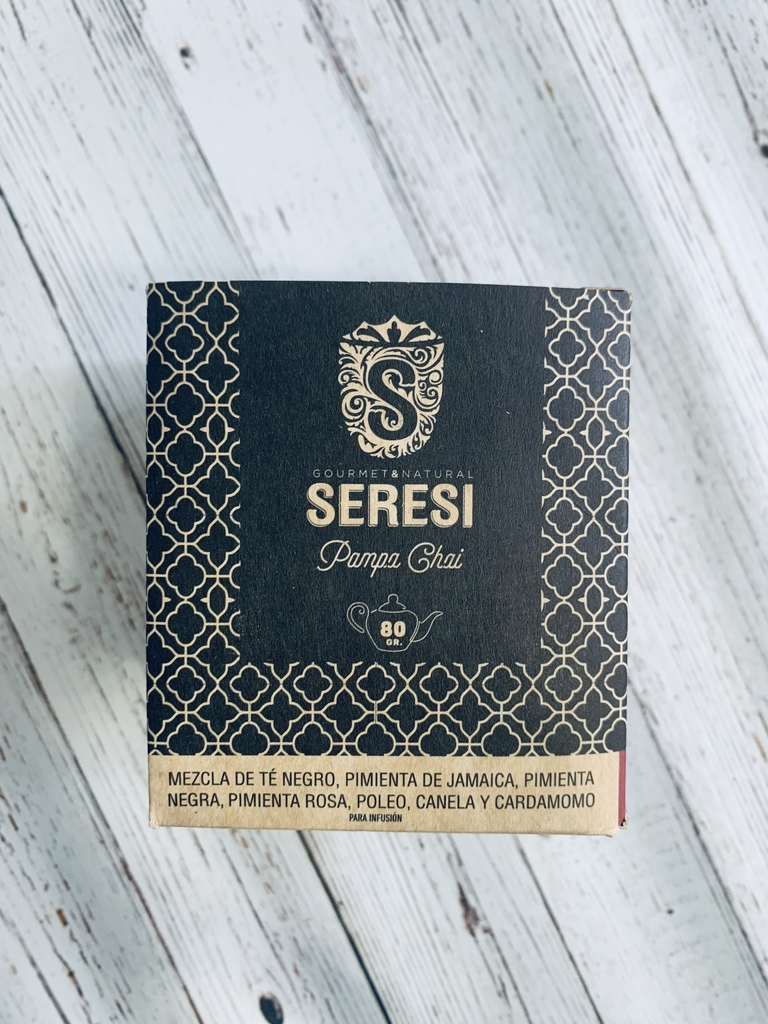 S
GOURMET&NATURAL
SERESI
Pampa Chai
80
GR.
MEZCLA DE TÉ NEGRO, PIMIENTA DE JAMAICA, PIMIENTA
NEGRA, PIMIENTA ROSA, POLEO, CANELA Y CARDAMOMO
PARA INFUSIÓN